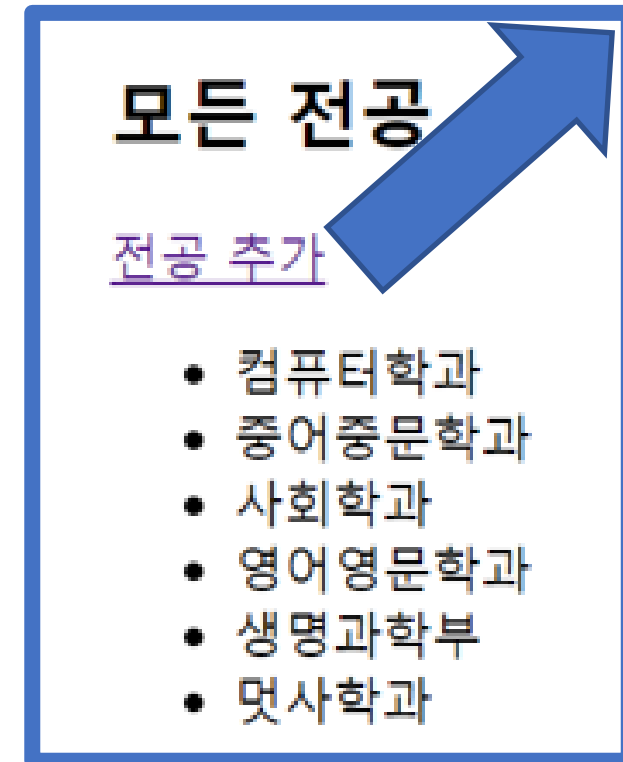 모든 전공
전공 추가
• 컴퓨터학과
• 중어중문학과
• 사회학과
• 영어영문학과
• 생명과학부
• 멋사학과